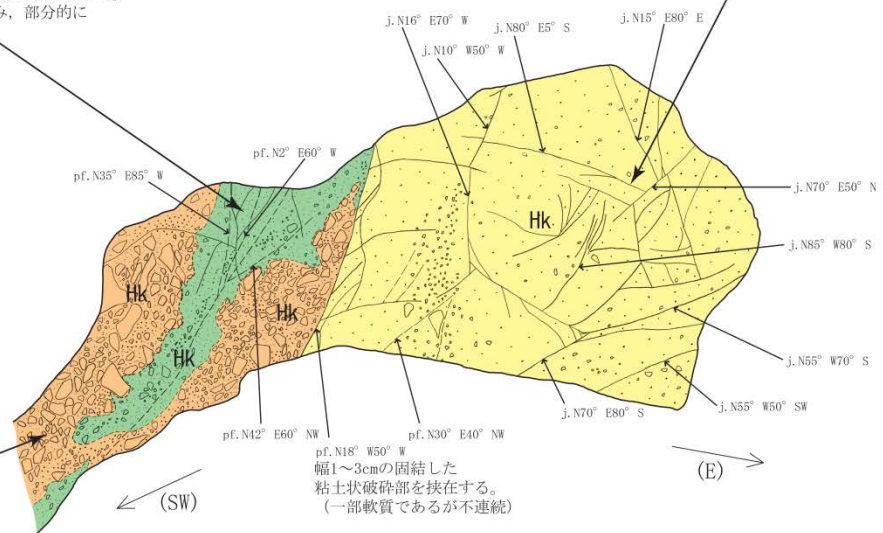 み，部分的に
j.N16° E70° W
j.N10° W50° W
j.N80° E5° S
j.N15° E80° E
pf.N35° E85° W
pf.N2° E60° W
j.N70° E50° N
Hk
j.N85° W80° S
Hk
Hk
Hk
j.N55° W70° S
j.N55° W50° SW
j.N70° E80° S
pf.N42° E60° NW
pf.N30° E40° NW
pf.N18° W50° W
幅1～3cmの固結した
粘土状破砕部を挟在する。
（一部軟質であるが不連続）
(SW)
(E)